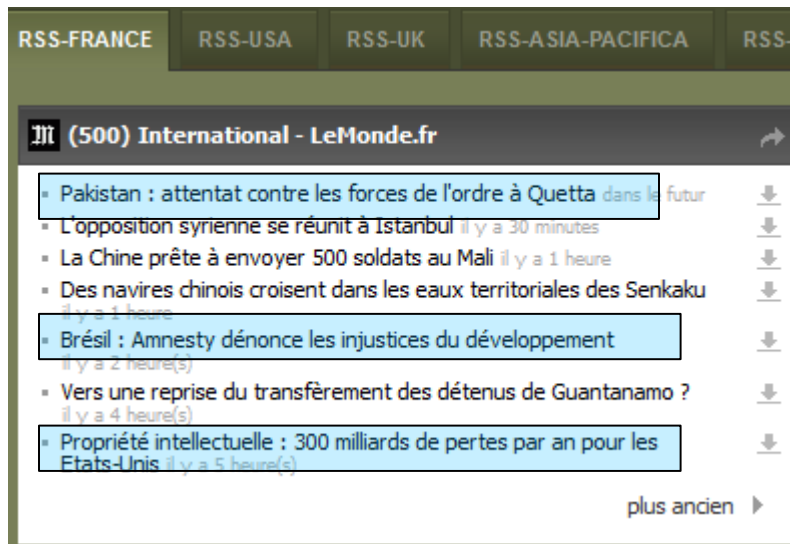 RSS-FRANCE RSS-USA RSS-UK RSS-ASIA-PACIFICA RSS-
M (500) International - LeMonde.fr
Pakistan : attentat contre les forces de l'ordre à Quetta dans le futur
L'opposition syrienne se réunit à Istanbul il y a 30 minutes
La Chine prête à envoyer 500 soldats au Mali il y a 1 heure
Des navires chinois croisent dans les eaux territoriales des Senkaku
il y a 1 heure
Brésil : Amnesty dénonce les injustices du développement
il y a 2 heure(s)
Vers une reprise du transfèrement des détenus de Guantanamo ?
il y a 4 heure(s)
Propriété intellectuelle : 300 milliards de pertes par an pour les
Etats-Unis il y a 5 heure(s)
plus ancien